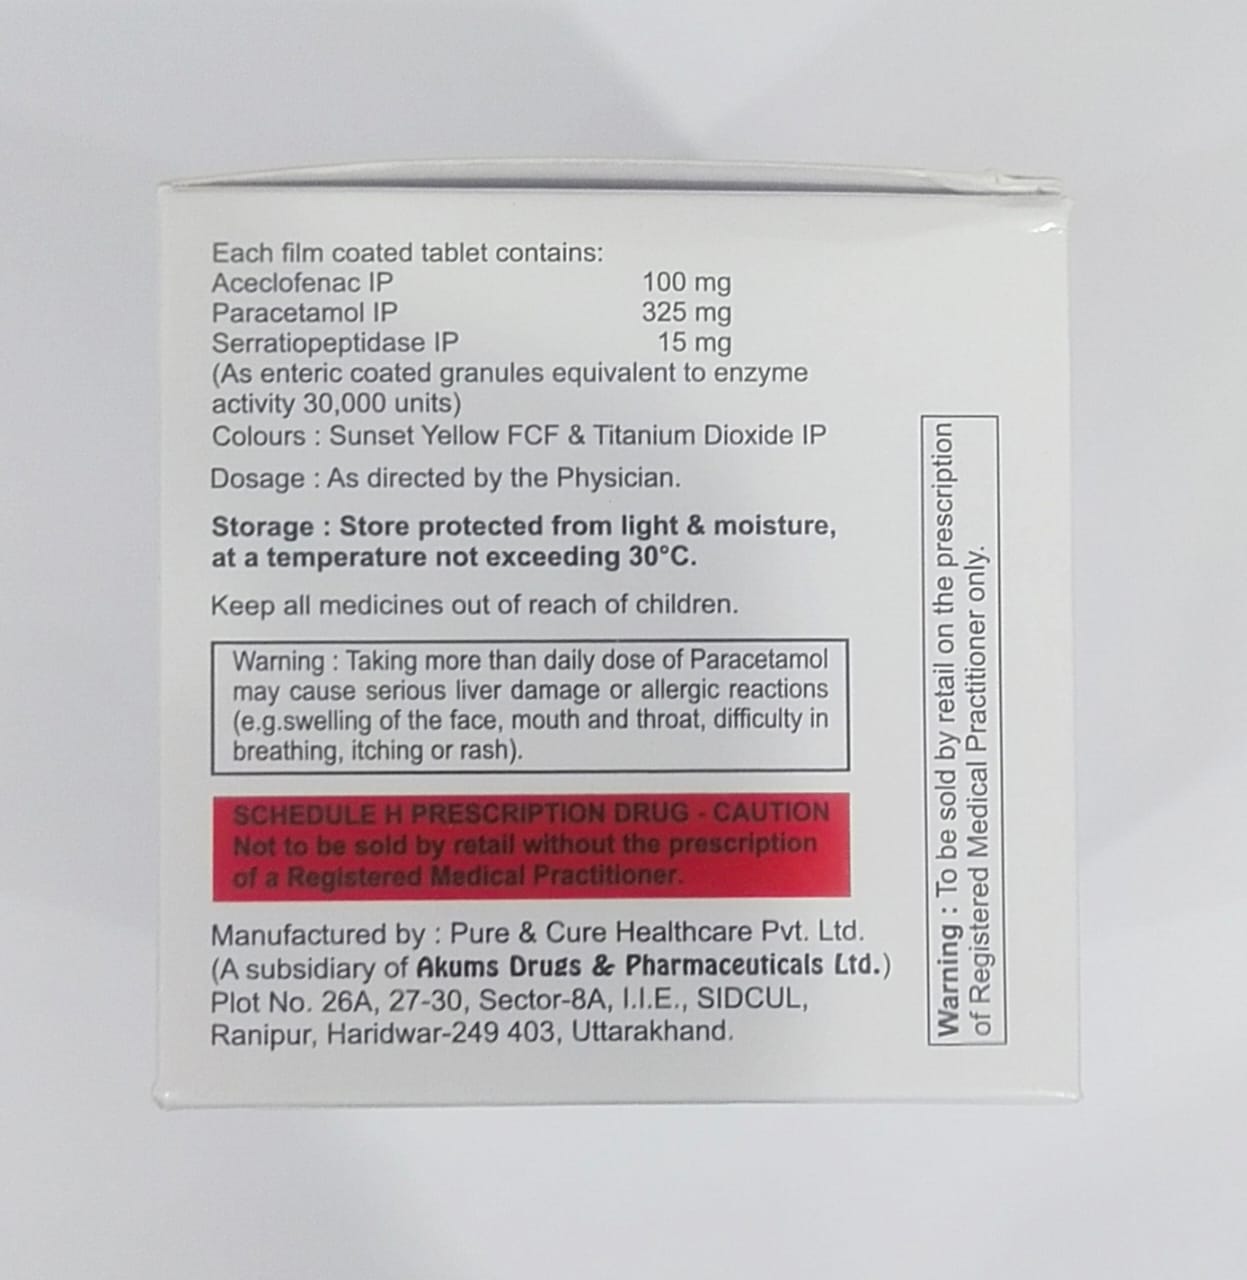 Each film coated tablet contains:
Aceclofenac IP 100 mg
Paracetamol IP 325 mg
Serratiopeptidase IP 15 mg
(As enteric coated granules equivalent to enzyme
activity 30,000 units)
Colours : Sunset Yellow FCF & Titanium Dioxide IP
Dosage : As directed by the Physician.
Storage : Store protected from light & moisture,
at a temperature not exceeding 30°C.
Keep all medicines out of reach of children.
Warning : Taking more than daily dose of Paracetamol
may cause serious liver damage or allergic reactions
(e.g.swelling of the face, mouth and throat, difficulty in
breathing, itching or rash).
SCHEDULE H PRESCRIPTION DRUG - CAUTION
Not to be sold by retail without the prescription
of a Registered Medical Practitioner.
Manufactured by : Pure & Cure Healthcare Pvt. Ltd.
(A subsidiary of Akums Drugs & Pharmaceuticals Ltd.)
Plot No. 26A, 27-30, Sector-8A, I.I.E., SIDCUL,
Ranipur, Haridwar-249 403, Uttarakhand.
Warning : To be sold by retail on the prescription
of Registered Medical Practitioner only.